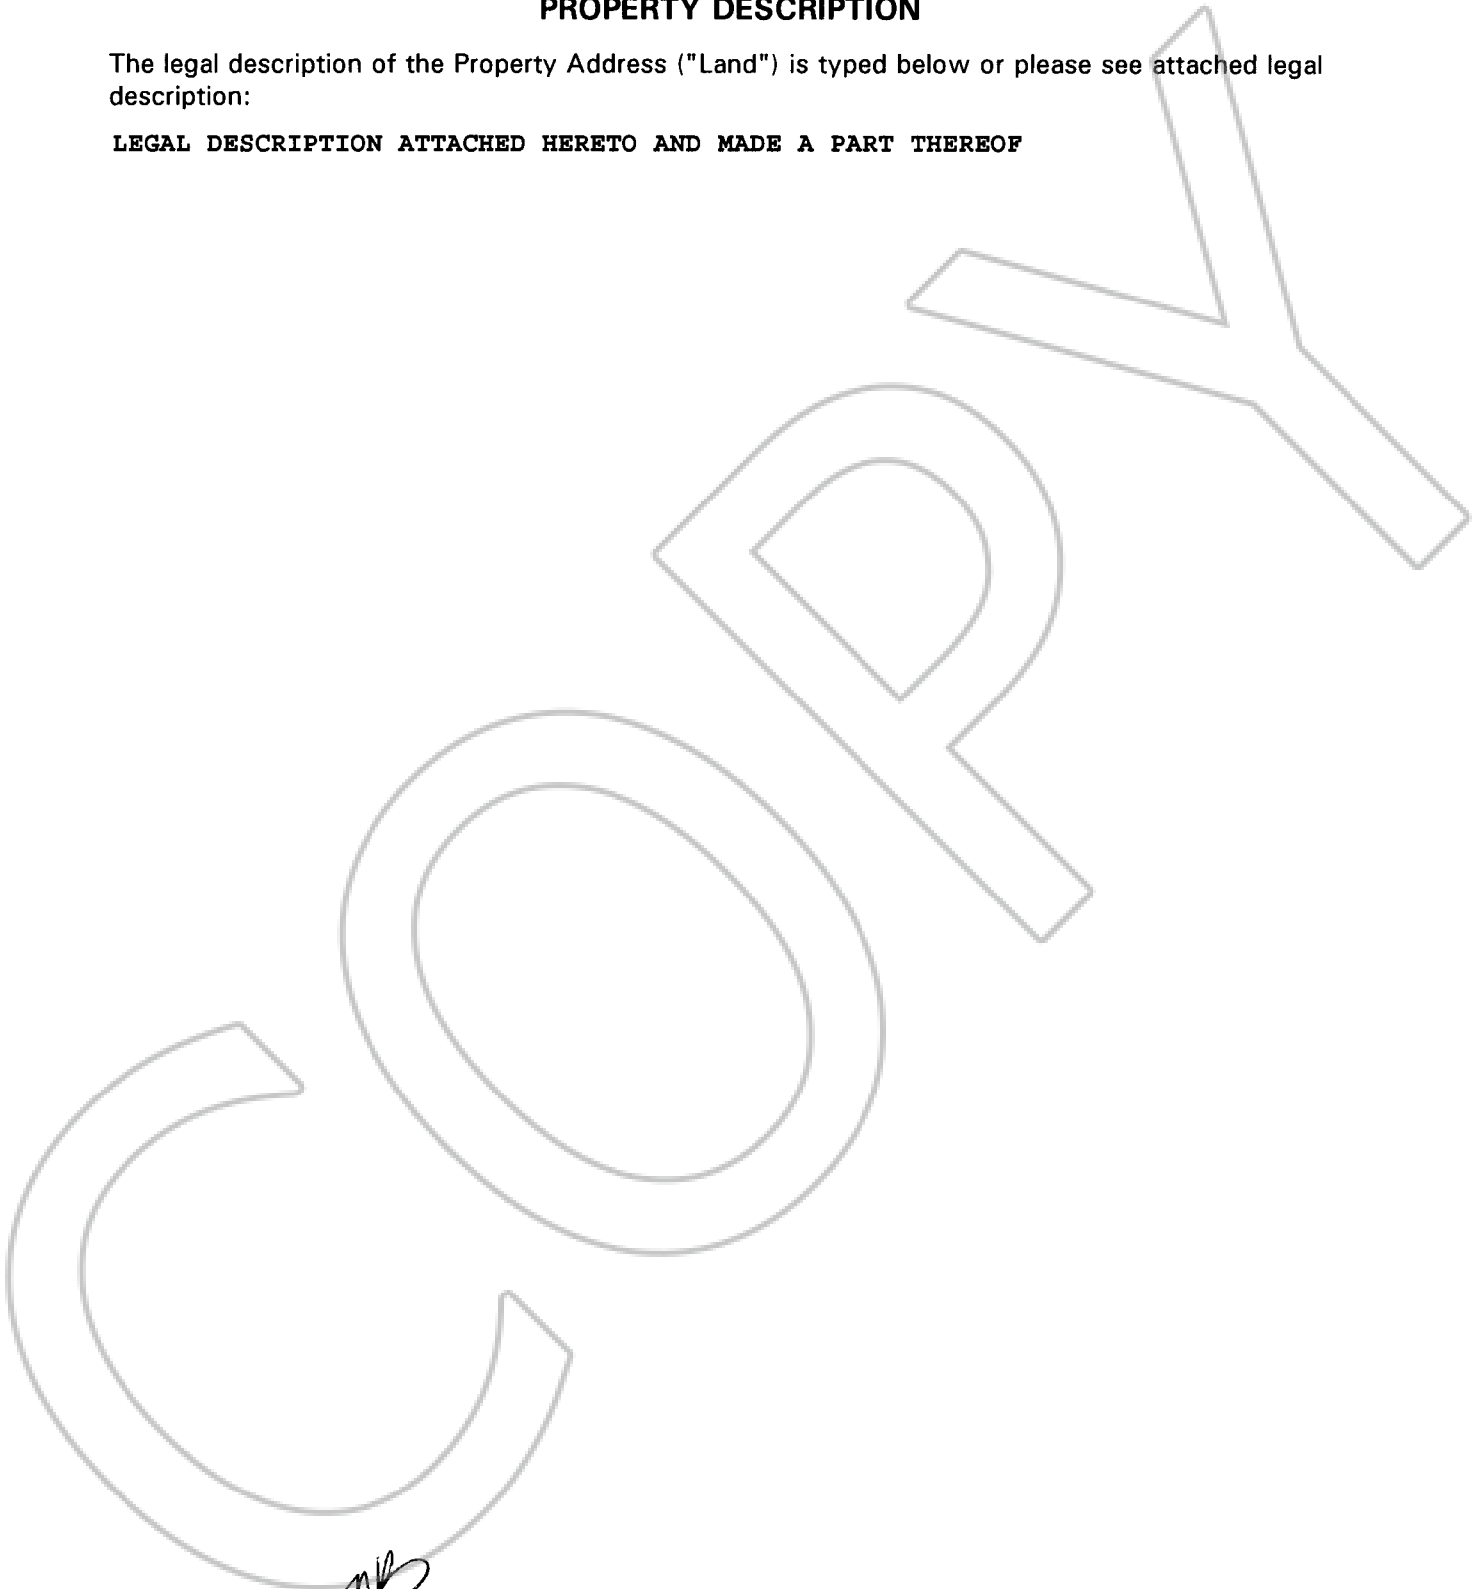 PROPERTY DESCRIPTION
The legal description of the Property Address ("Land") is typed below or please see attached legal
description:
LEGAL DESCRIPTION ATTACHED HERETO AND MADE A PART THEREOF
COPY